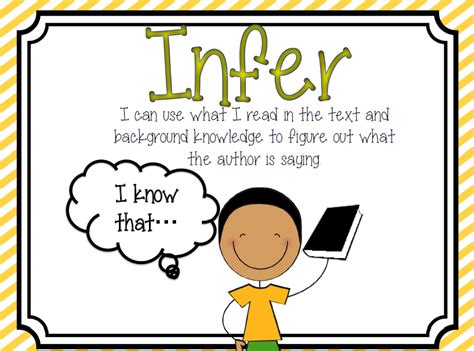 Infer
I can use what I read in the text and
background knowledge to figure out what
the author is saying.
I know
that...